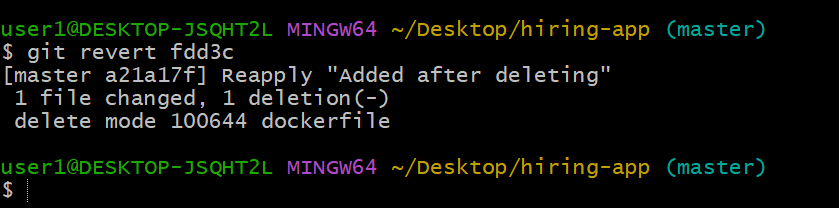 user1@DESKTOP-JSQHT2L MINGW64 ~/Desktop/hiring-app (master)
$ git revert fdd3c
[master a21a17f] Reapply "Added after deleting"
 1 file changed, 1 deletion(-)
 delete mode 100644 dockerfile
user1@DESKTOP-JSQHT2L MINGW64 ~/Desktop/hiring-app (master)
$